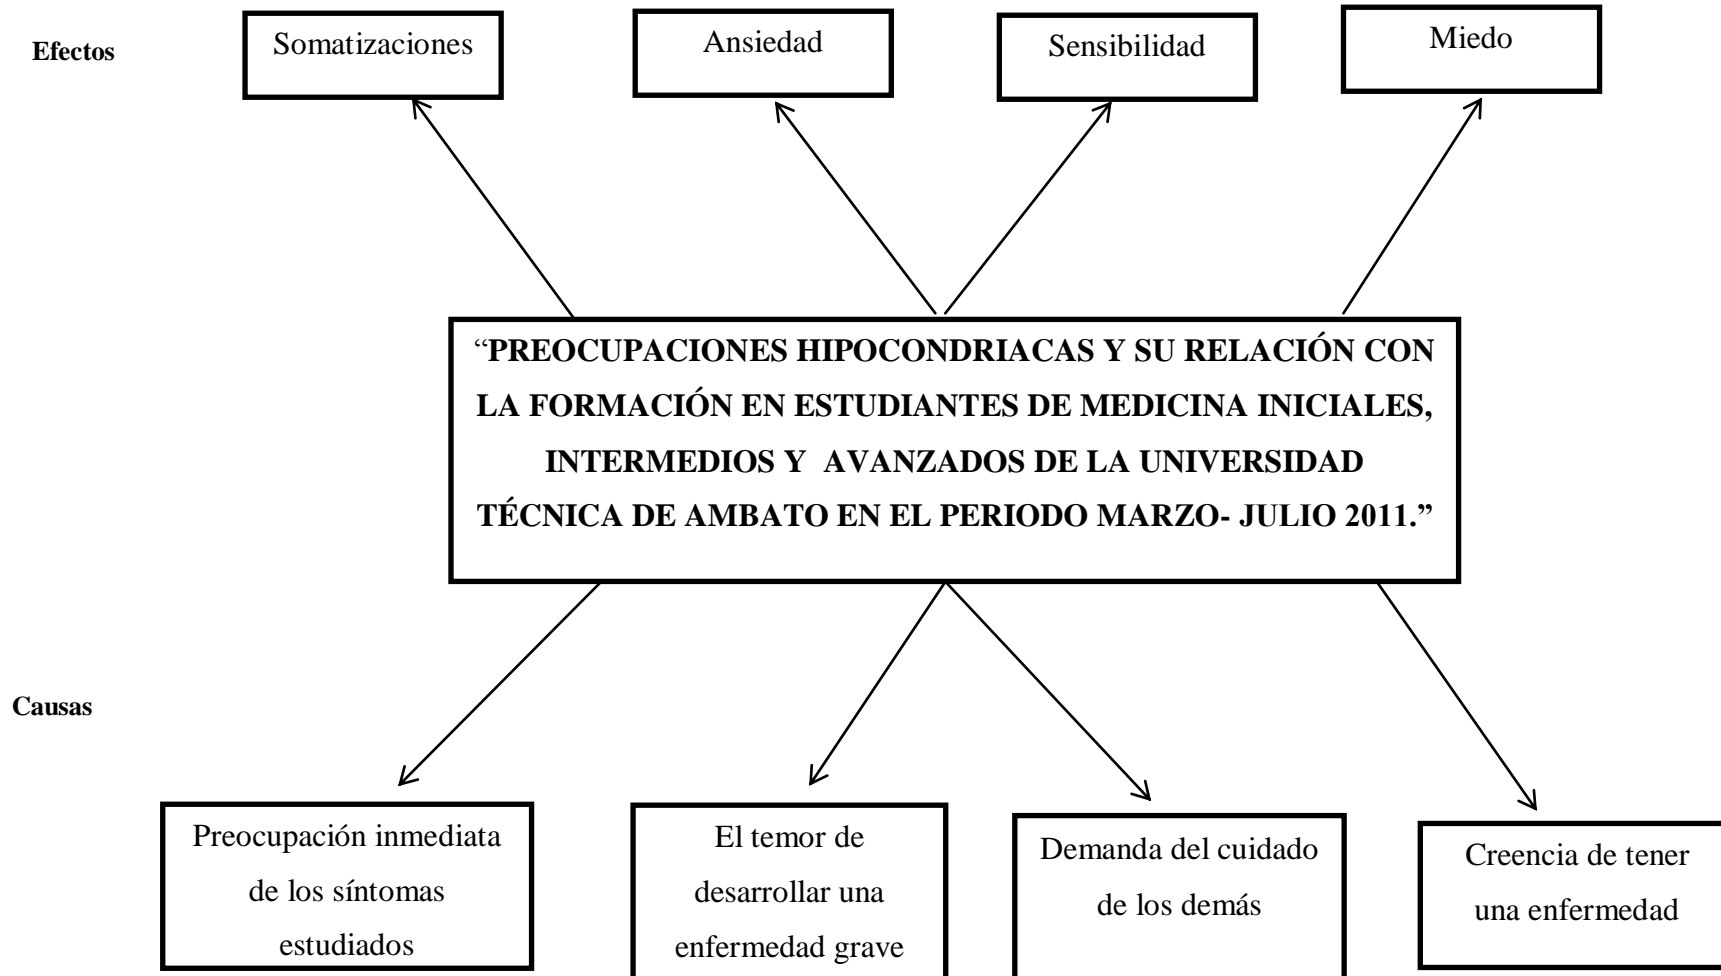 Efectos
Somatizaciones
Ansiedad
Sensibilidad
Miedo
“PREOCUPACIONES HIPOCONDRIACAS Y SU RELACIÓN CON
LA FORMACIÓN EN ESTUDIANTES DE MEDICINA INICIALES,
INTERMEDIOS Y AVANZADOS DE LA UNIVERSIDAD
TÉCNICA DE AMBATO EN EL PERIODO MARZO- JULIO 2011.”
Causas
Preocupación inmediata
de los síntomas
estudiados
El temor de
desarrollar una
enfermedad grave
Demanda del cuidado
de los demás
Creencia de tener
una enfermedad